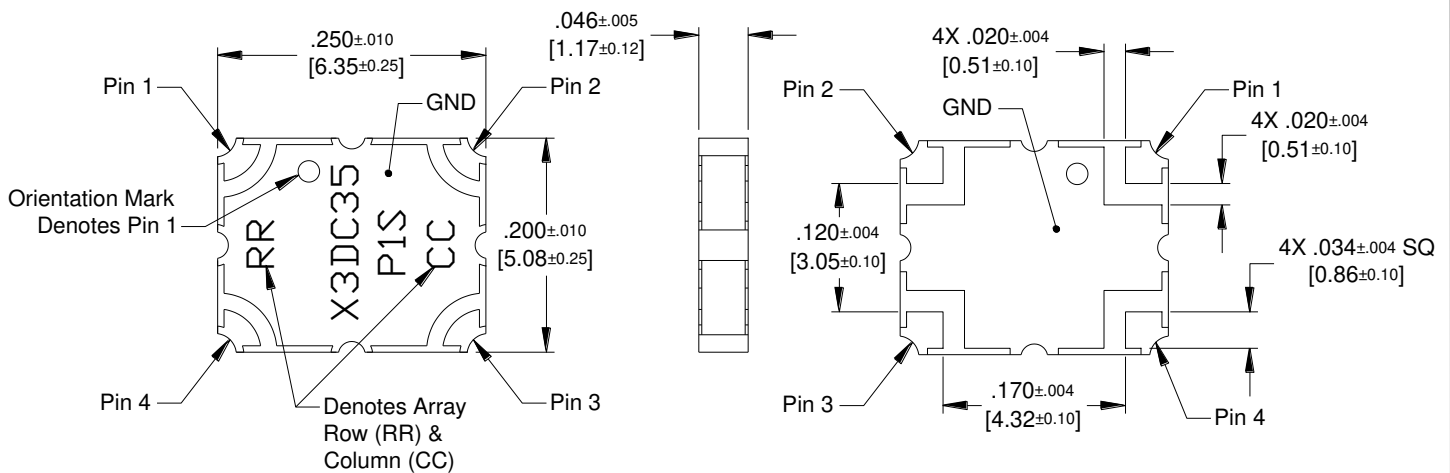 .250±.010
[6.35±0.25]
Pin 1
Pin 2
GND
Orientation Mark
Denotes Pin 1
RR
X3DC35
P1S
CC
.200±.010
[5.08±0.25]
Pin 4
Pin 3
Denotes Array
Row (RR) &
Column (CC)
.046±.005
[1.17±0.12]
4X .020±.004
[0.51±0.10]
Pin 2
GND
Pin 1
4X .020±.004
[0.51±0.10]
.120±.004
[3.05±0.10]
4X .034±.004 SQ
[0.86±0.10]
Pin 3
.170±.004
[4.32±0.10]
Pin 4